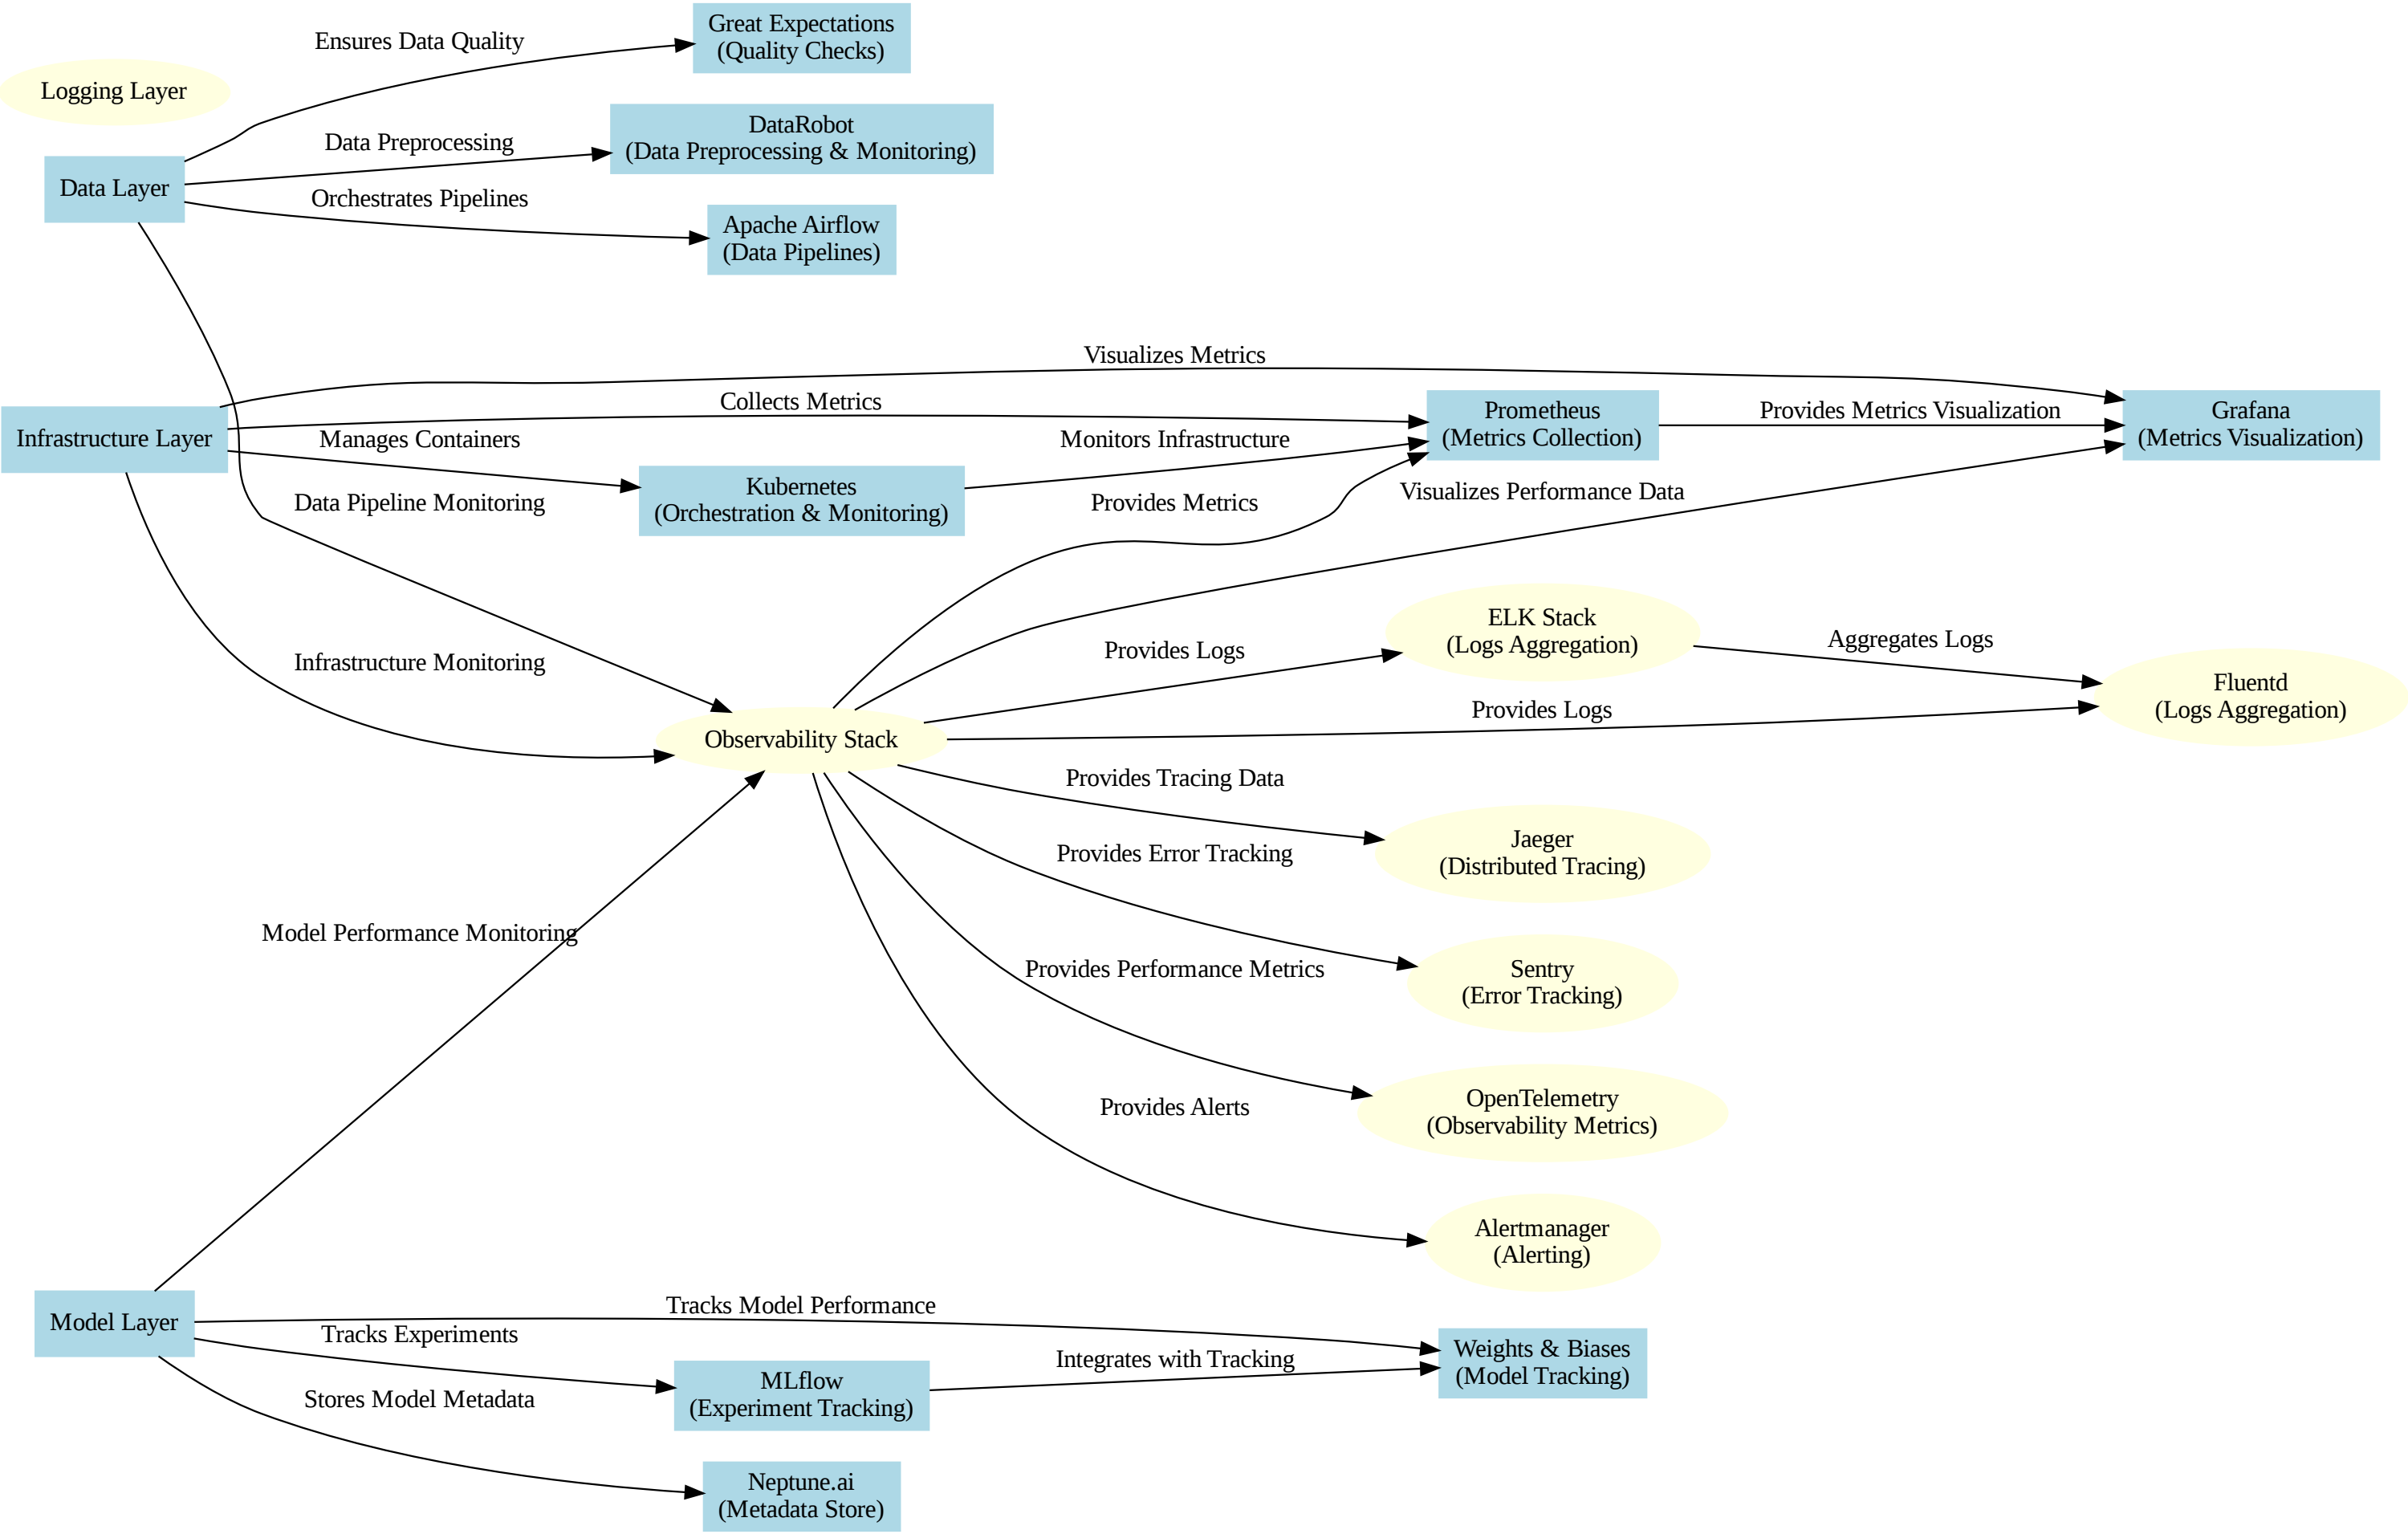 Great Expectations
(Quality Checks)
Ensures Data Quality
Logging Layer
DataRobot
(Data Preprocessing & Monitoring)
Data Preprocessing
Data Layer
Orchestrates Pipelines
Apache Airflow
(Data Pipelines)
Visualizes Metrics
Collects Metrics
Prometheus
(Metrics Collection)
Provides Metrics Visualization
Grafana
(Metrics Visualization)
Infrastructure Layer
Manages Containers
Monitors Infrastructure
Kubernetes
(Orchestration & Monitoring)
Data Pipeline Monitoring
Provides Metrics
Visualizes Performance Data
ELK Stack
(Logs Aggregation)
Aggregates Logs
Provides Logs
Infrastructure Monitoring
Fluentd
(Logs Aggregation)
Provides Logs
Observability Stack
Provides Tracing Data
Jaeger
(Distributed Tracing)
Provides Error Tracking
Model Performance Monitoring
Sentry
(Error Tracking)
Provides Performance Metrics
OpenTelemetry
(Observability Metrics)
Provides Alerts
Alertmanager
(Alerting)
Tracks Model Performance
Model Layer
Tracks Experiments
Weights & Biases
(Model Tracking)
Integrates with Tracking
MLflow
(Experiment Tracking)
Stores Model Metadata
Neptune.ai
(Metadata Store)